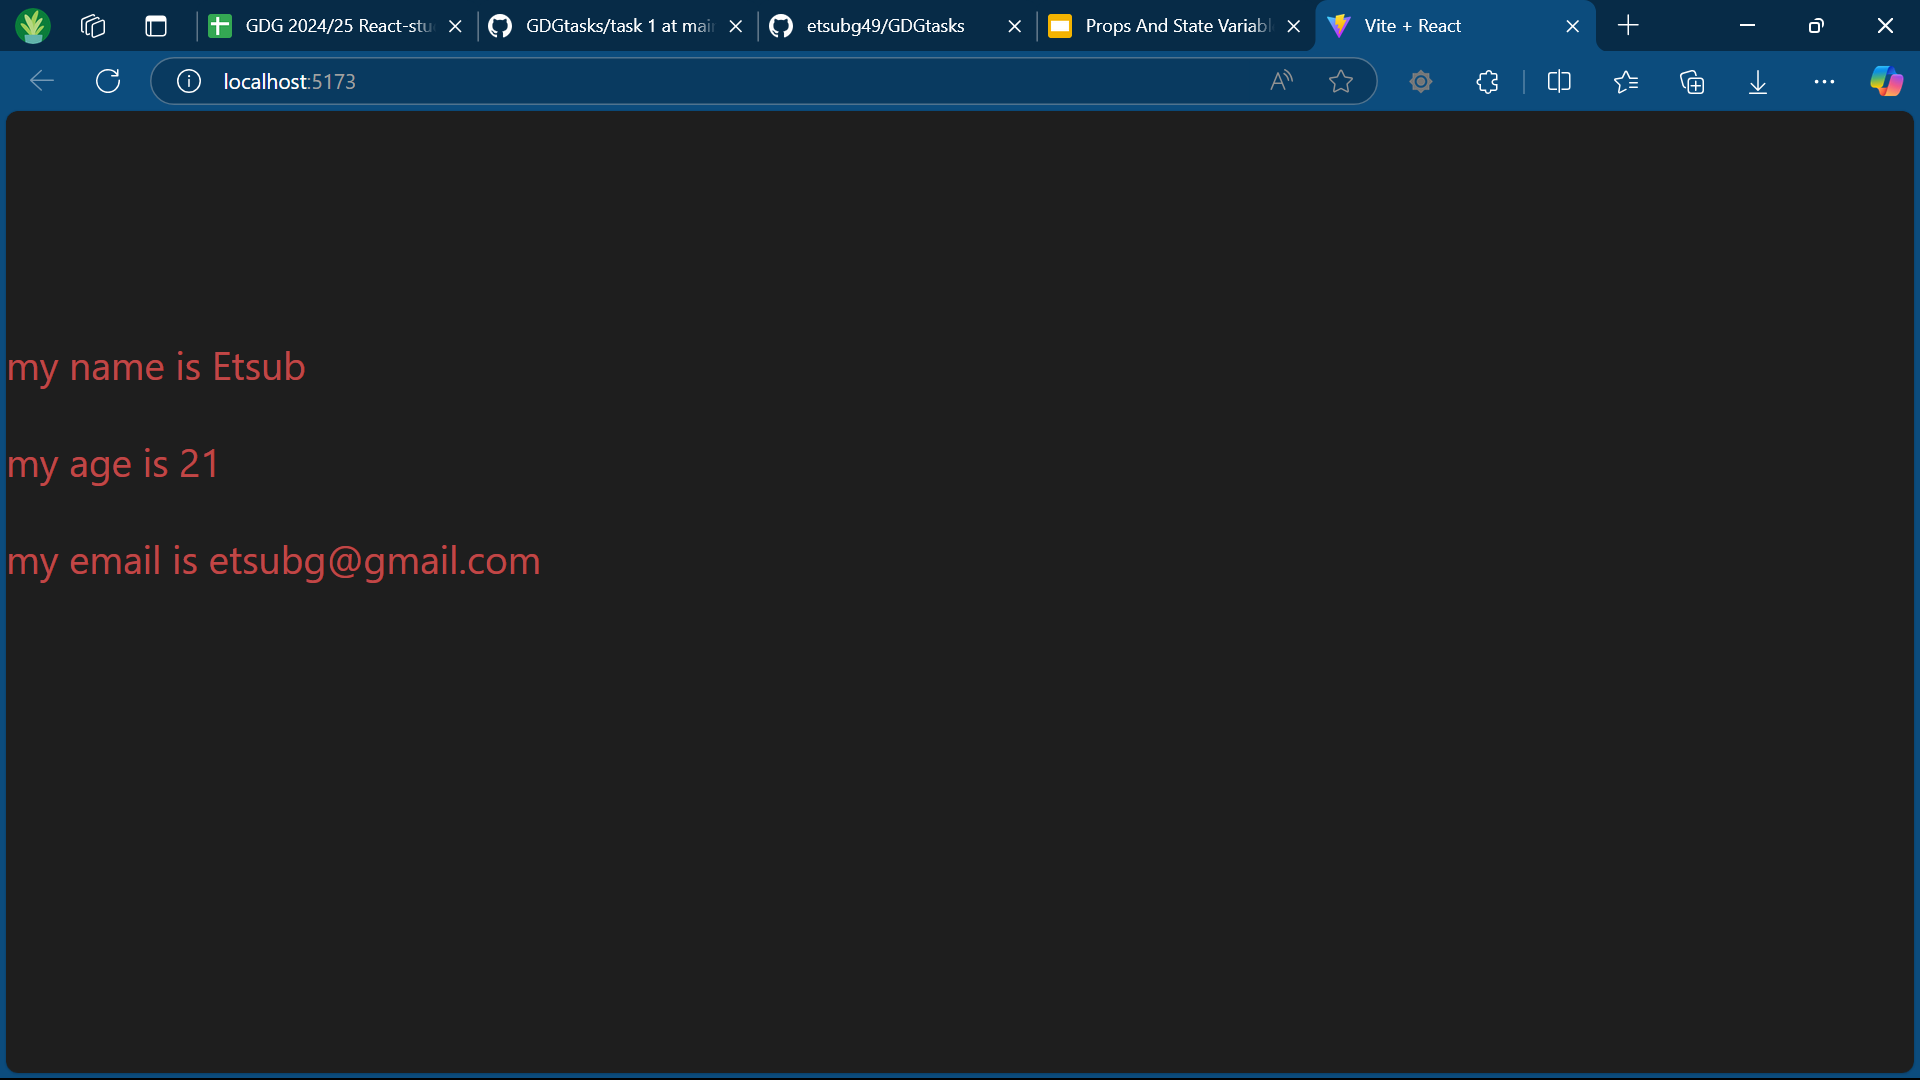 GDG 2024/25 React-stu
GDGtasks/task 1 at main
etsubg49/GDGtasks
Props And State Variabl
Vite + React
localhost:5173
my name is Etsub
my age is 21
my email is etsubg@gmail.com